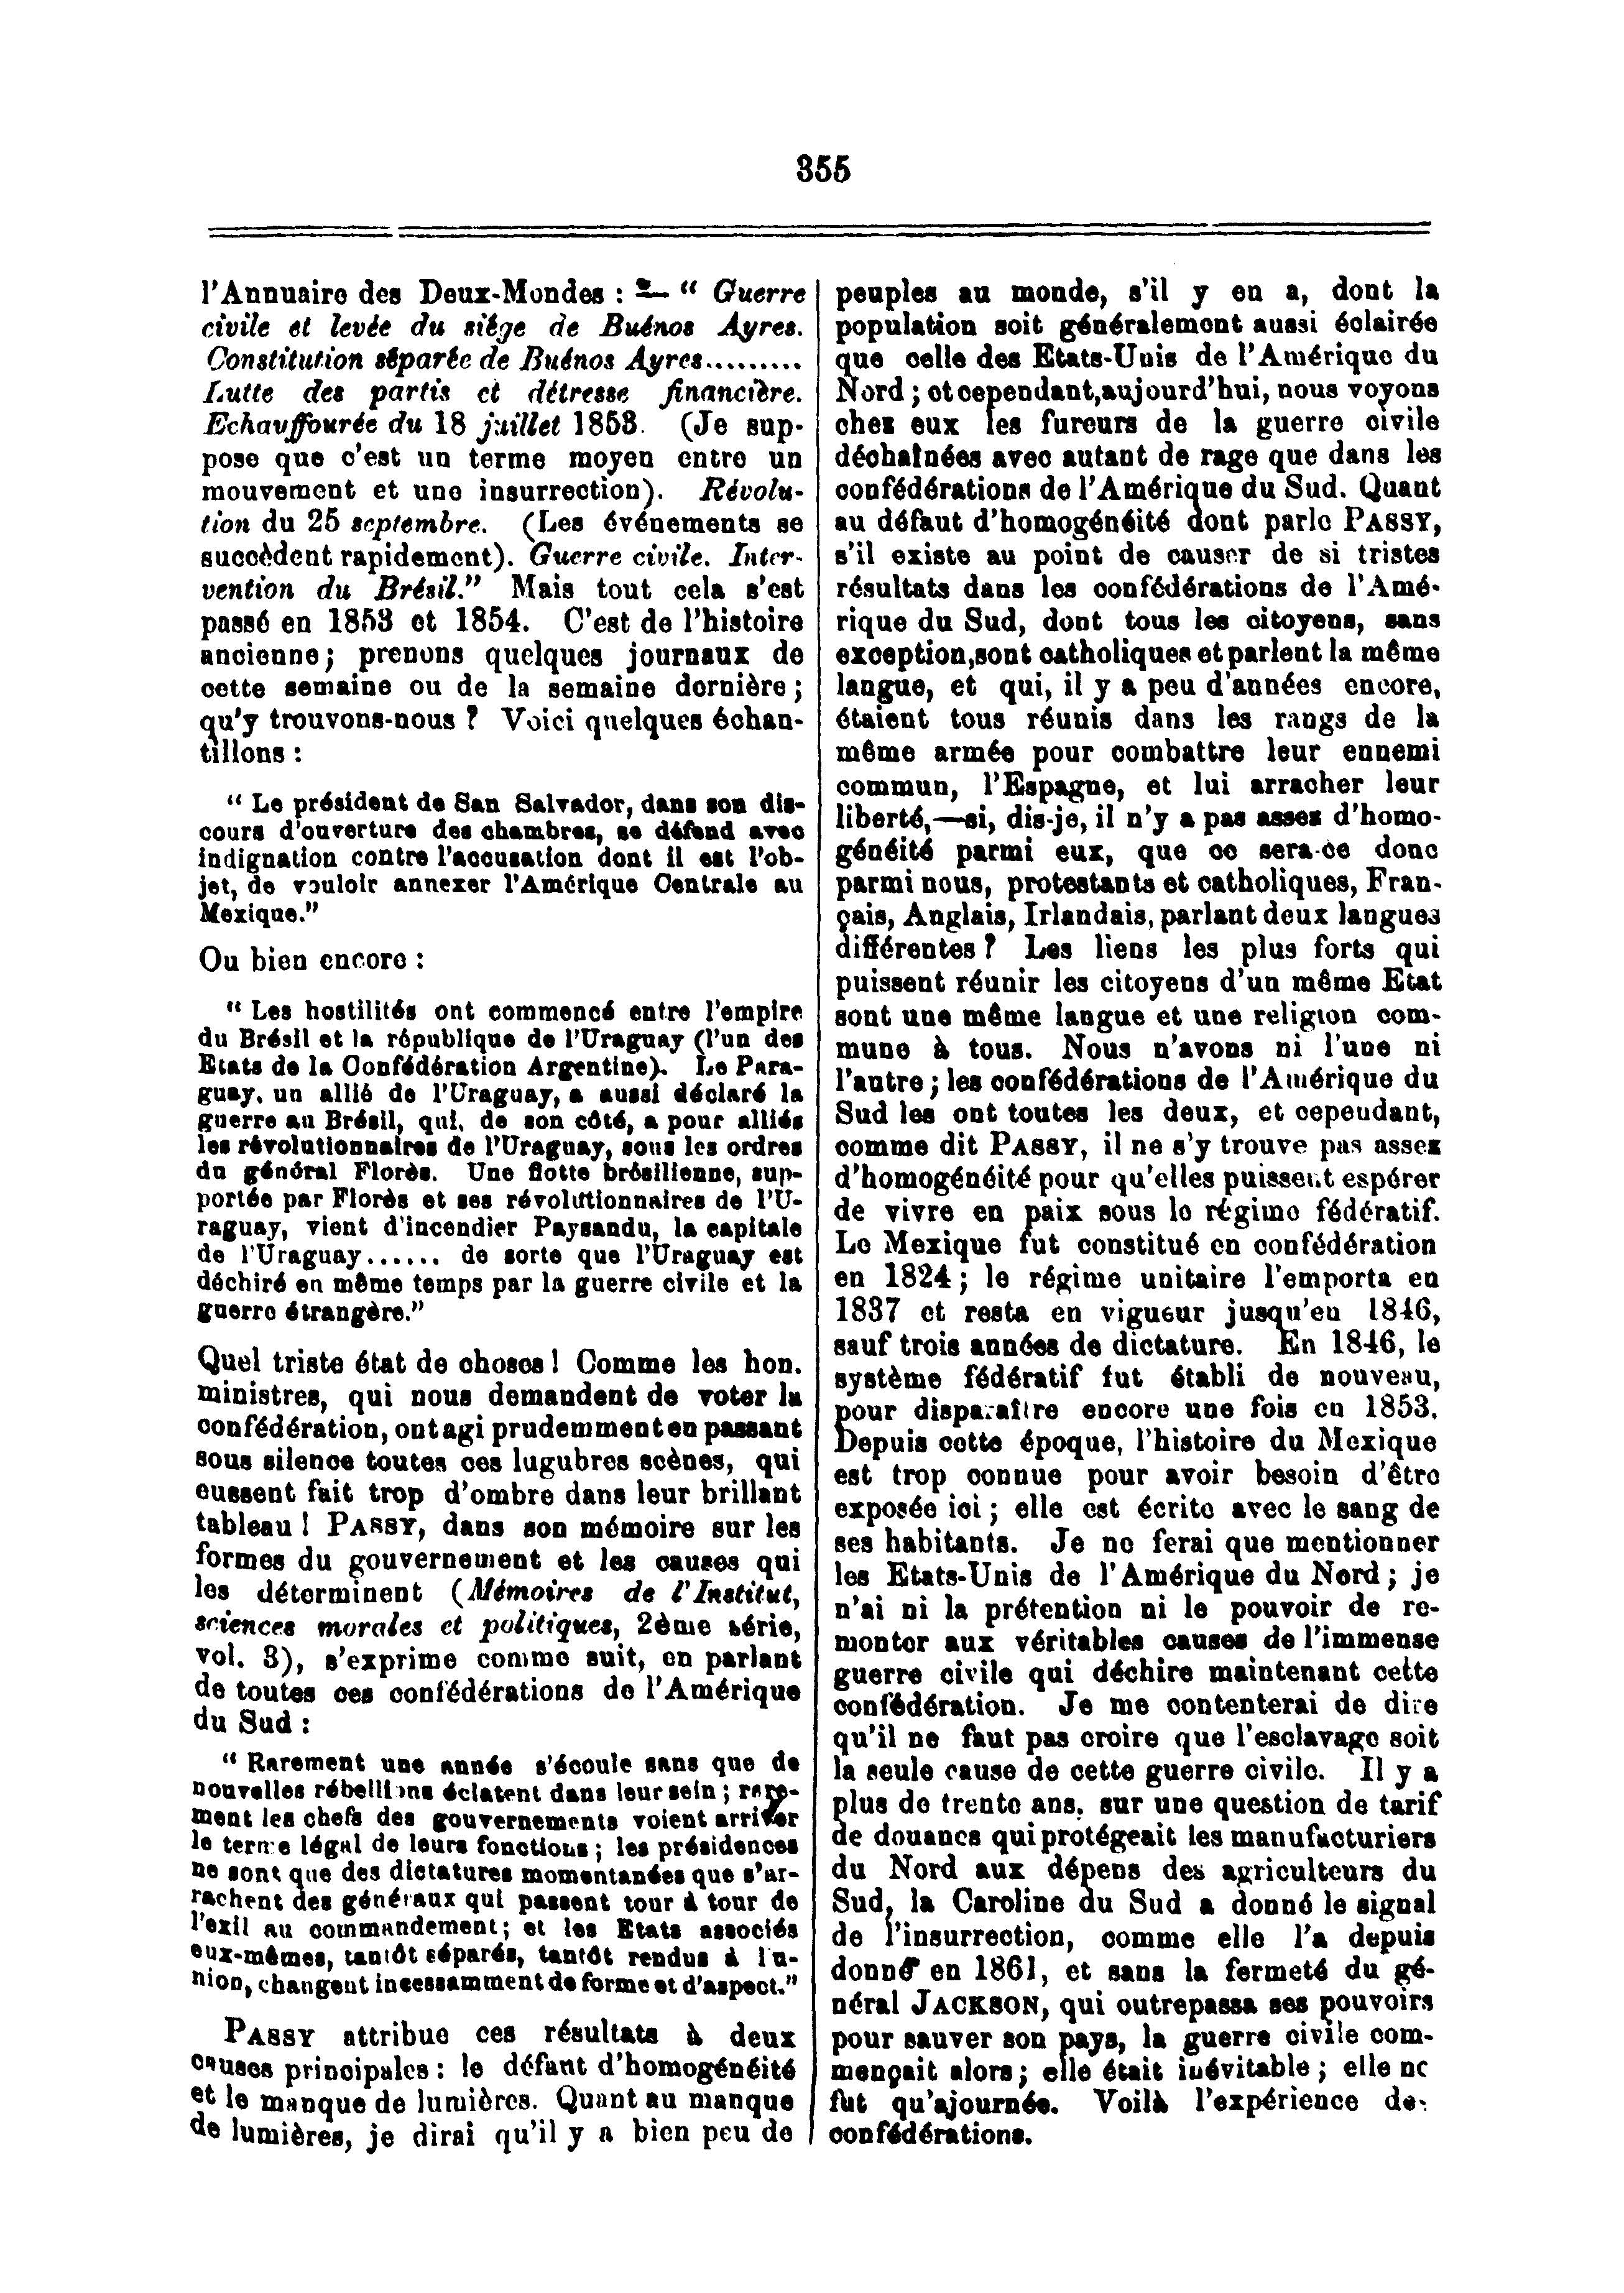 355
l'Annuaire des Deux-Mondes : — “ Guerre
civile et levée du siége de Buénos Ayres.
Constitution séparée de Buénos Ayres.........
Lutte des partis et détresse financière.
Echauffourée du 18 juillet 1853. (Je sup-
pose que c'est un terme moyen entre un
mouvement et une insurrection). Révolu-
tion du 25 septembre. (Les événements se
succèdent rapidement). Guerre civile. Inter-
vention du Brésil.” Mais tout cela s'est
passé en 1853 et 1854. C'est de l'histoire
ancienne ; prenons quelques journaux de
cette semaine ou de la semaine dernière ;
qu'y trouvons-nous ? Voici quelques échan-
tillons :
“ Le président de San Salvador, dans son dis-
cours d'ouverture des chambres, se défend avec
indignation contre l'accusation dont il est l'ob-
jet, de vouloir annexer l'Amérique Centrale au
Mexique.”
Ou bien encore :
“ Les hostilités ont commencé entre l'empire
du Brésil et la république de l'Uraguay (l'un des
Etats de la Confédération Argentine). Le Para-
guay, un allié de l'Uraguay, a aussi déclaré la
guerre au Brésil, qui, de son côté, a pour alliés
les révolutionnaires de l'Uraguay, sous les ordres
du général Florès. Une flotte brésilienne, sup-
portée par Florès et ses révolutionnaires de l'U-
raguay, vient d'incendier Paysandu, la capitale
de l'Uraguay...... de sorte que l'Uraguay est
déchiré en même temps par la guerre civile et la
guerre étrangère.”
Quel triste état de choses ! Comme les hon.
ministres, qui nous demandent de voter la
confédération, ont agi prudemment en passant
sous silence toutes ces lugubres scènes, qui
eussent fait trop d'ombre dans leur brillant
tableau ! PASSY, dans son mémoire sur les
formes du gouvernement et les causes qui
les déterminent (Mémoires de l'Institut,
sciences morales et politiques, 2ème série,
vol. 3), s'exprime comme suit, en parlant
de toutes ces confédérations de l'Amérique
du Sud :
“ Rarement une année s'écoule sans que de
nouvelles rébellions éclatent dans leur sein ; rare-
ment les chefs des gouvernements voient arriver
le terme légal de leurs fonctions ; les présidences
ne sont que des dictatures momentanées que s'ar-
rachent des généraux qui passent tour à tour de
l'exil au commandement ; et les Etats associés
eux-mêmes, tantôt séparés, tantôt rendus à l'u-
nion, changent incessamment de forme et d'aspect.”
PASSY attribue ces résultats à deux
causes principales : le défaut d'homogénéité
et le manque de lumières. Quant au manque
de lumières, je dirai qu'il y a bien peu de
peuples au monde, s'il y en a, dont la
population soit généralement aussi éclairée
que celle des Etats-Unis de l'Amérique du
Nord ; et cependant, aujourd'hui, nous voyons
chez eux les fureurs de la guerre civile
déchaînées avec autant de rage que dans les
confédérations de l'Amérique du Sud. Quant
au défaut d'homogénéité dont parle PASSY,
s'il existe au point de causer de si tristes
résultats dans les confédérations de l'Amé-
rique du Sud, dont tous les citoyens, sans
exception, sont catholiques et parlent la même
langue, et qui, il y a peu d'années encore,
étaient tous réunis dans les rangs de la
même armée pour combattre leur ennemi
commun, l'Espagne, et lui arracher leur
liberté,—si, dis-je, il n'y a pas assez d'homo-
généité parmi eux, que ce sera-ce donc
parmi nous, protestants et catholiques, Fran-
çais, Anglais, Irlandais, parlant deux langues
différentes ? Les liens les plus forts qui
puissent réunir les citoyens d'un même Etat
sont une même langue et une religion com-
mune à tous. Nous n'avons ni l'une ni
l'autre ; les confédérations de l'Amérique du
Sud les ont toutes les deux, et cependant,
comme dit PASSY, il ne s'y trouve pas assez
d'homogénéité pour qu'elles puissent espérer
de vivre en paix sous le régime fédératif.
Le Mexique fut constitué en confédération
en 1824 ; le régime unitaire l'emporta en
1837 et resta en vigueur jusqu'en 1846,
sauf trois années de dictature. En 1846, le
système fédératif fut établi de nouveau,
pour disparaître encore une fois en 1853.
Depuis cette époque, l'histoire du Mexique
est trop connue pour avoir besoin d'être
exposée ici ; elle est écrite avec le sang de
ses habitants. Je ne ferai que mentionner
les Etats-Unis de l'Amérique du Nord ; je
n'ai ni la prétention ni le pouvoir de re-
monter aux véritables causes de l'immense
guerre civile qui déchire maintenant cette
confédération. Je me contenterai de dire
qu'il ne faut pas croire que l'esclavage soit
la seule cause de cette guerre civile. Il y a
plus de trente ans, sur une question de tarif
de douanes qui protégeait les manufacturiers
du Nord aux dépens des agriculteurs du
Sud, la Caroline du Sud a donné le signal
de l'insurrection, comme elle l'a depuis
donné en 1861, et sans la fermeté du gé-
néral JACKSON, qui outrepassa ses pouvoirs
pour sauver son pays, la guerre civile com-
mençait alors ; elle était inévitable ; elle ne
fut qu'ajournée. Voilà l'expérience des
confédérations.